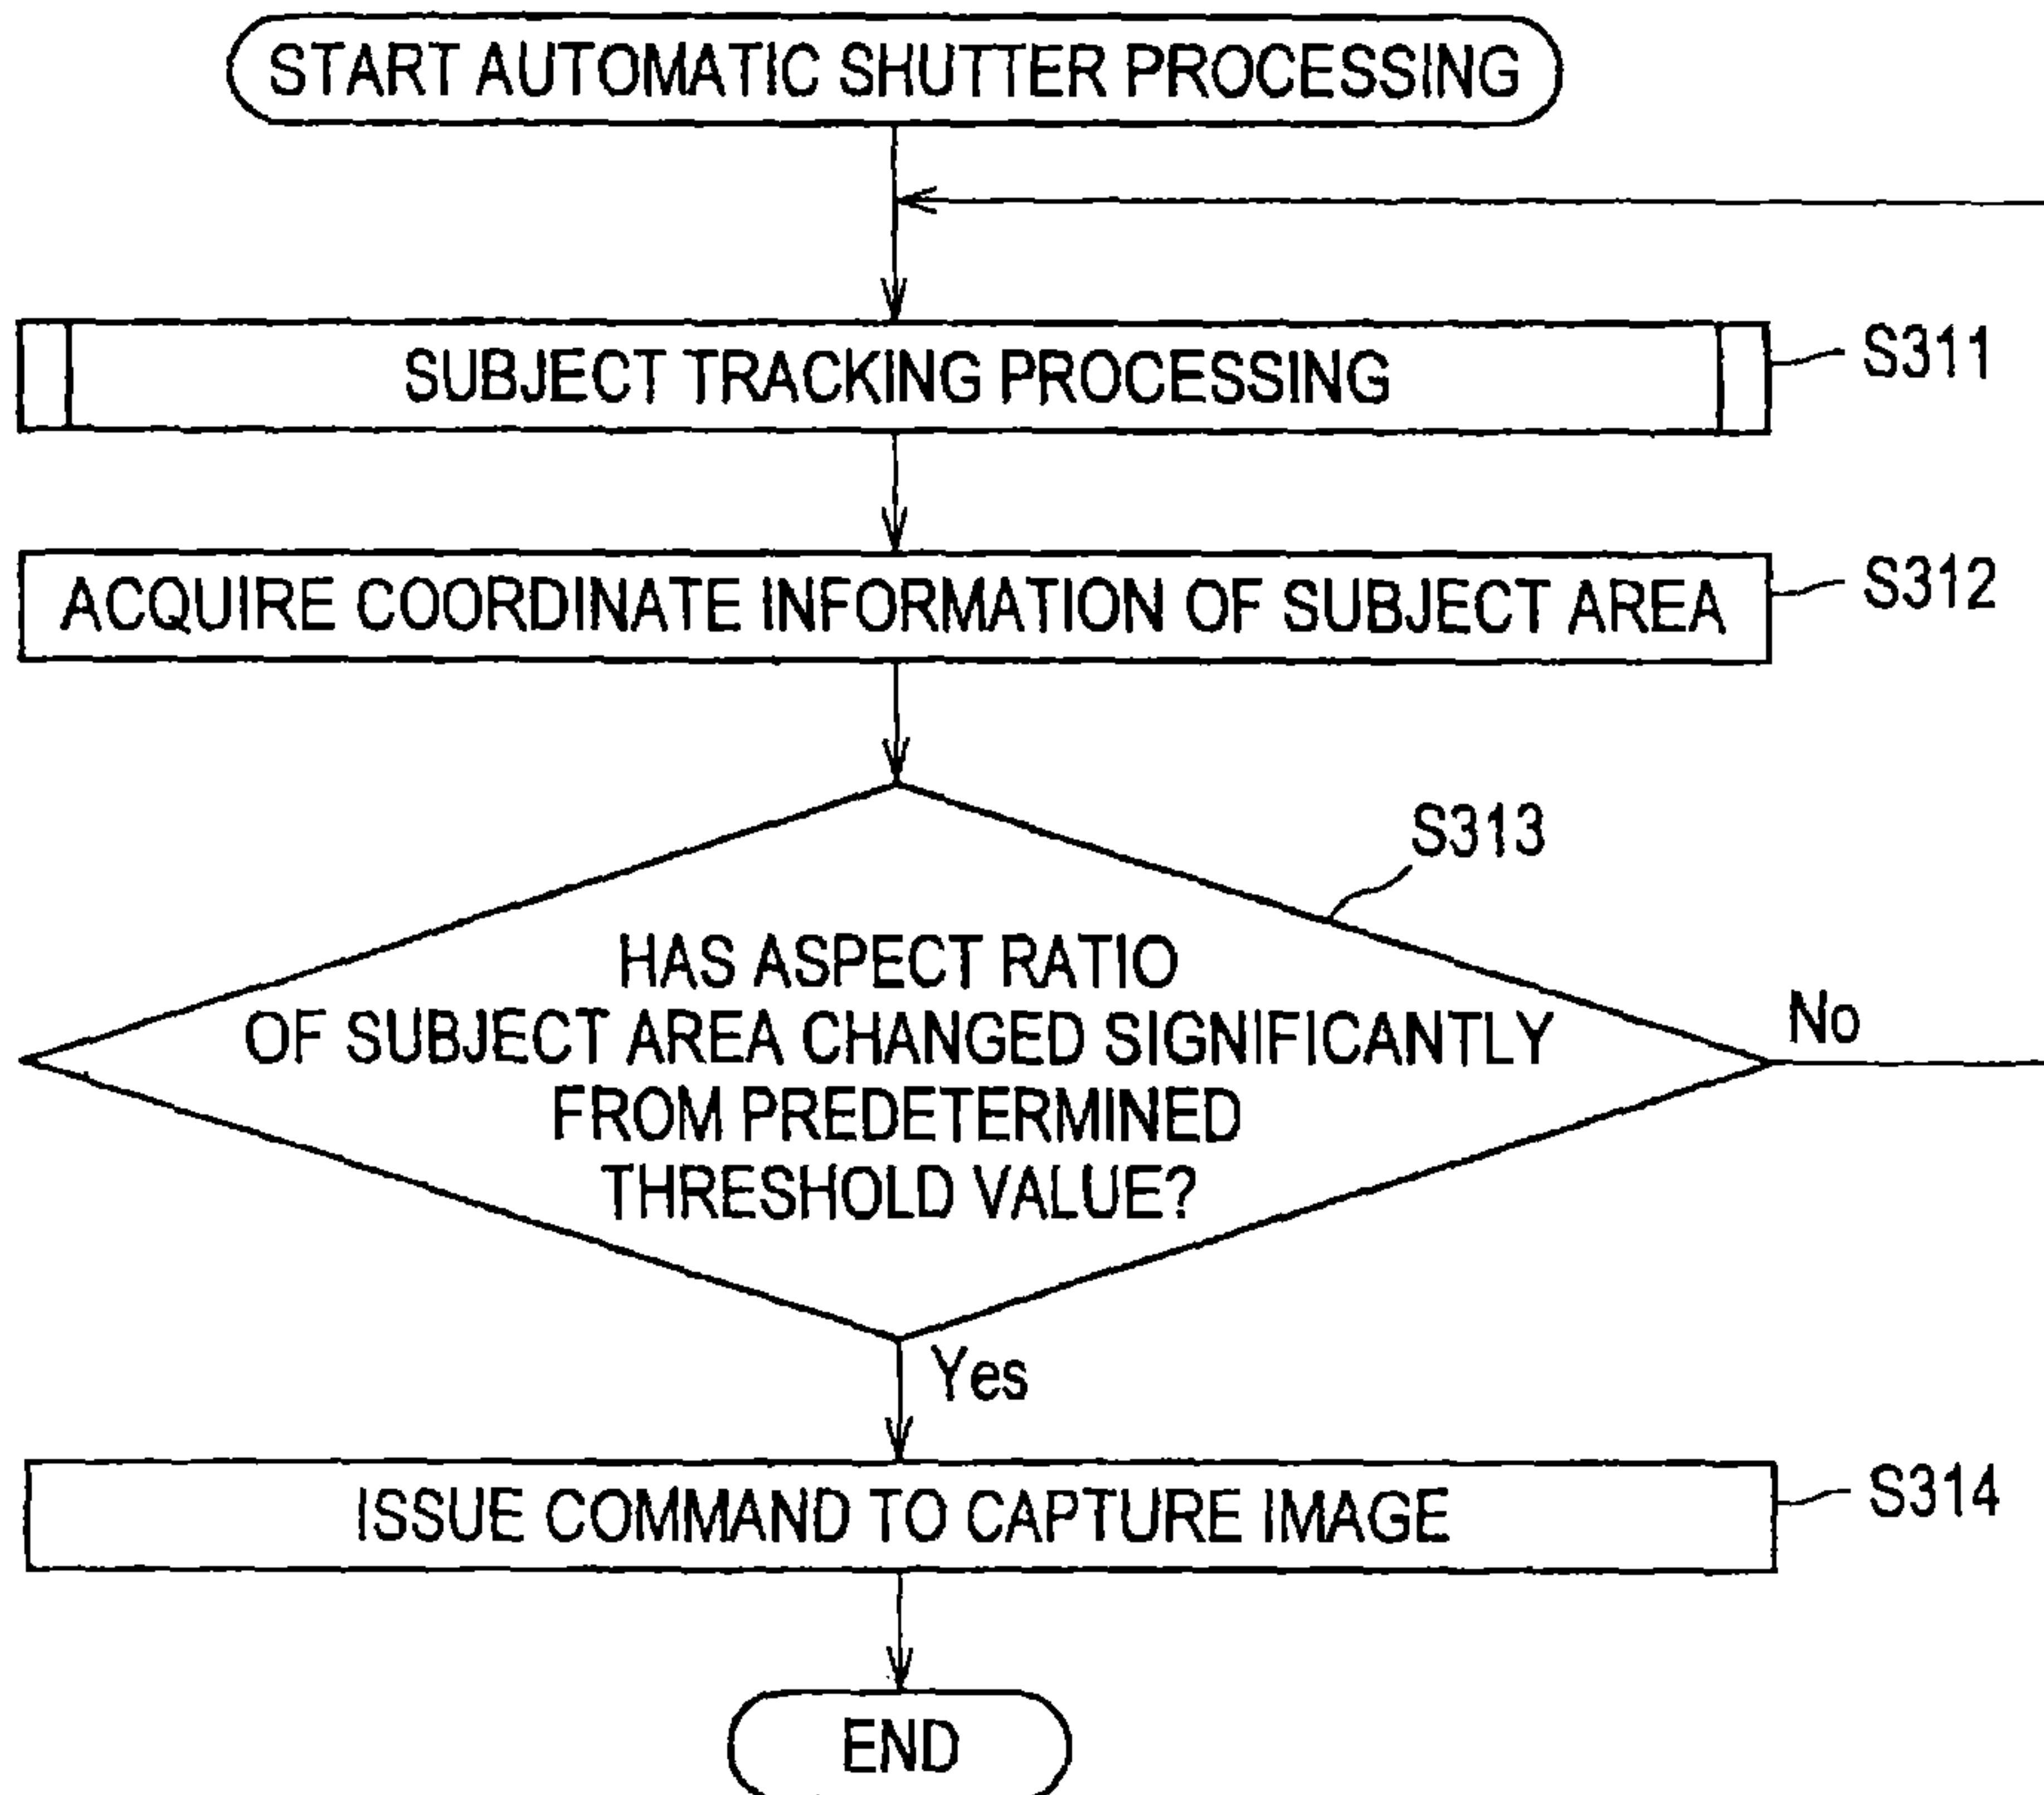 START AUTOMATIC SHUTTER PROCESSING
SUBJECT TRACKING PROCESSING
S311
ACQUIRE COORDINATE INFORMATION OF SUBJECT AREA
S312
S313
HAS ASPECT RATIO
OF SUBJECT AREA CHANGED SIGNIFICANTLY
FROM PREDETERMINED
THRESHOLD VALUE?
No
Yes
ISSUE COMMAND TO CAPTURE IMAGE
S314
END